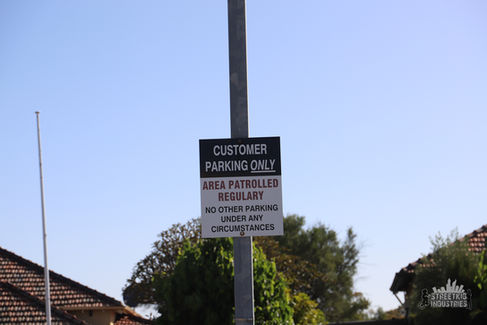 CUSTOMER
PARKING ONLY
AREA PATROLLED
REGULARY
NO OTHER PARKING
UNDER ANY
CIRCUMSTANCES
STREETKID
INDUSTRIES